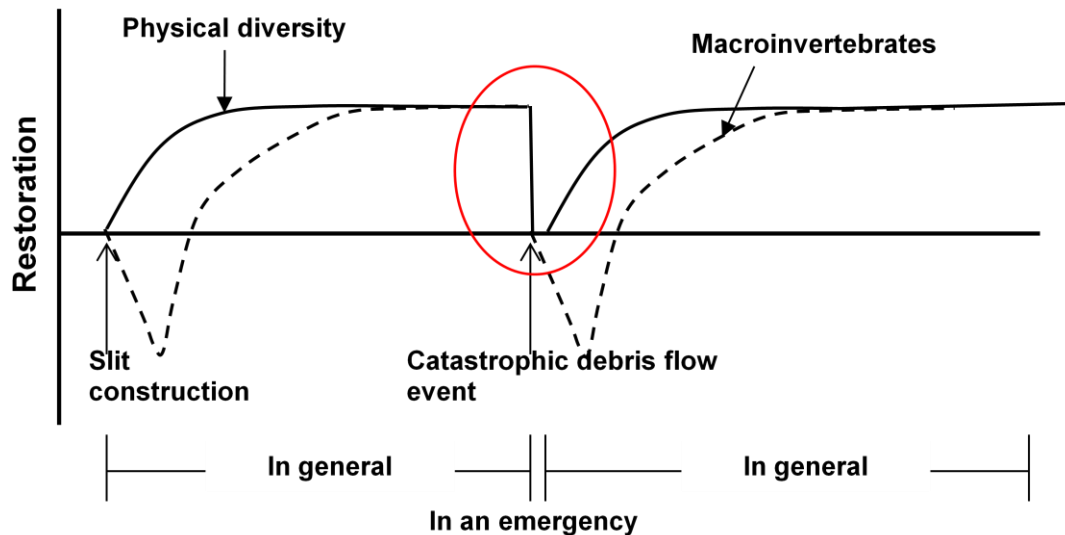 Physical diversity
Macroinvertebrates
Restoration
Slit
construction
Catastrophic debris flow
event
In general
In general
In an emergency